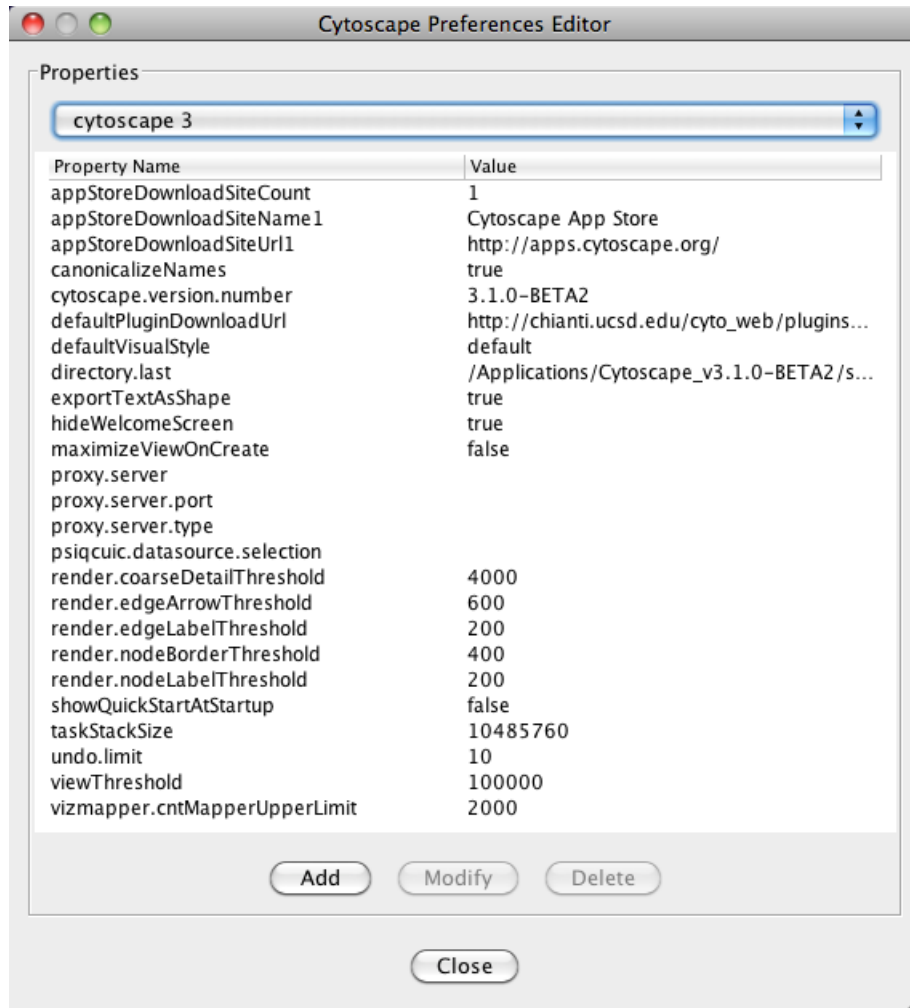 Cytoscape Preferences Editor
Properties
cytoscape 3
Property Name Value
appStoreDownloadSiteCount 1
appStoreDownloadSiteName1 Cytoscape App Store
appStoreDownloadSiteUrl1 http://apps.cytoscape.org/
canonicalizeNames true
cytoscape.version.number 3.1.0-BETA2
defaultPluginDownloadUrl http://chianti.ucsd.edu/cyto_web/plugins...
defaultVisualStyle default
directory.last /Applications/Cytoscape_v3.1.0-BETA2/s...
exportTextAsShape true
hideWelcomeScreen true
maximizeViewOnCreate false
proxy.server
proxy.server.port
proxy.server.type
psiqcuic.datasource.selection
render.coarseDetailThreshold 4000
render.edgeArrowThreshold 600
render.edgeLabelThreshold 200
render.nodeBorderThreshold 400
render.nodeLabelThreshold 200
showQuickStartAtStartup false
taskStackSize 10485760
undo.limit 10
viewThreshold 100000
vizmapper.cntMapperUpperLimit 2000
Add Modify Delete
Close